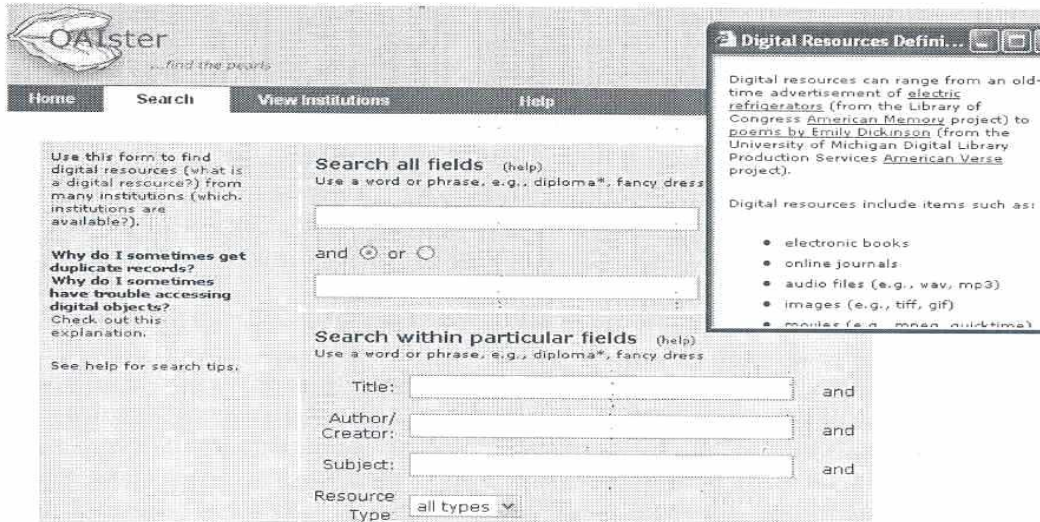 OAIster
...find the pearls
Home Search View Institutions Help
Use this form to find
digital resources (what is
a digital resource?) from
many institutions (which
institutions are
available?).
Why do I sometimes get
duplicate records?
Why do I sometimes
have trouble accessing
digital objects?
Check out this
explanation.
See help for search tips.
Search all fields (help)
Use a word or phrase, e.g., diploma*, fancy dress
and or
Search within particular fields (help)
Use a word or phrase, e.g., diploma*, fancy dress
Title: and
Author/
Creator: and
Subject: and
Resource
Type: all types
Digital Resources Defini...
Digital resources can range from an old-
time advertisement of electric
refrigerators (from the Library of
Congress American Memory project) to
poems by Emily Dickinson (from the
University of Michigan Digital Library
Production Services American Verse
project).
Digital resources include items such as:
electronic books
online journals
audio files (e.g., wav, mp3)
images (e.g., tiff, gif)
movies (e.g., mpeg, quicktime)